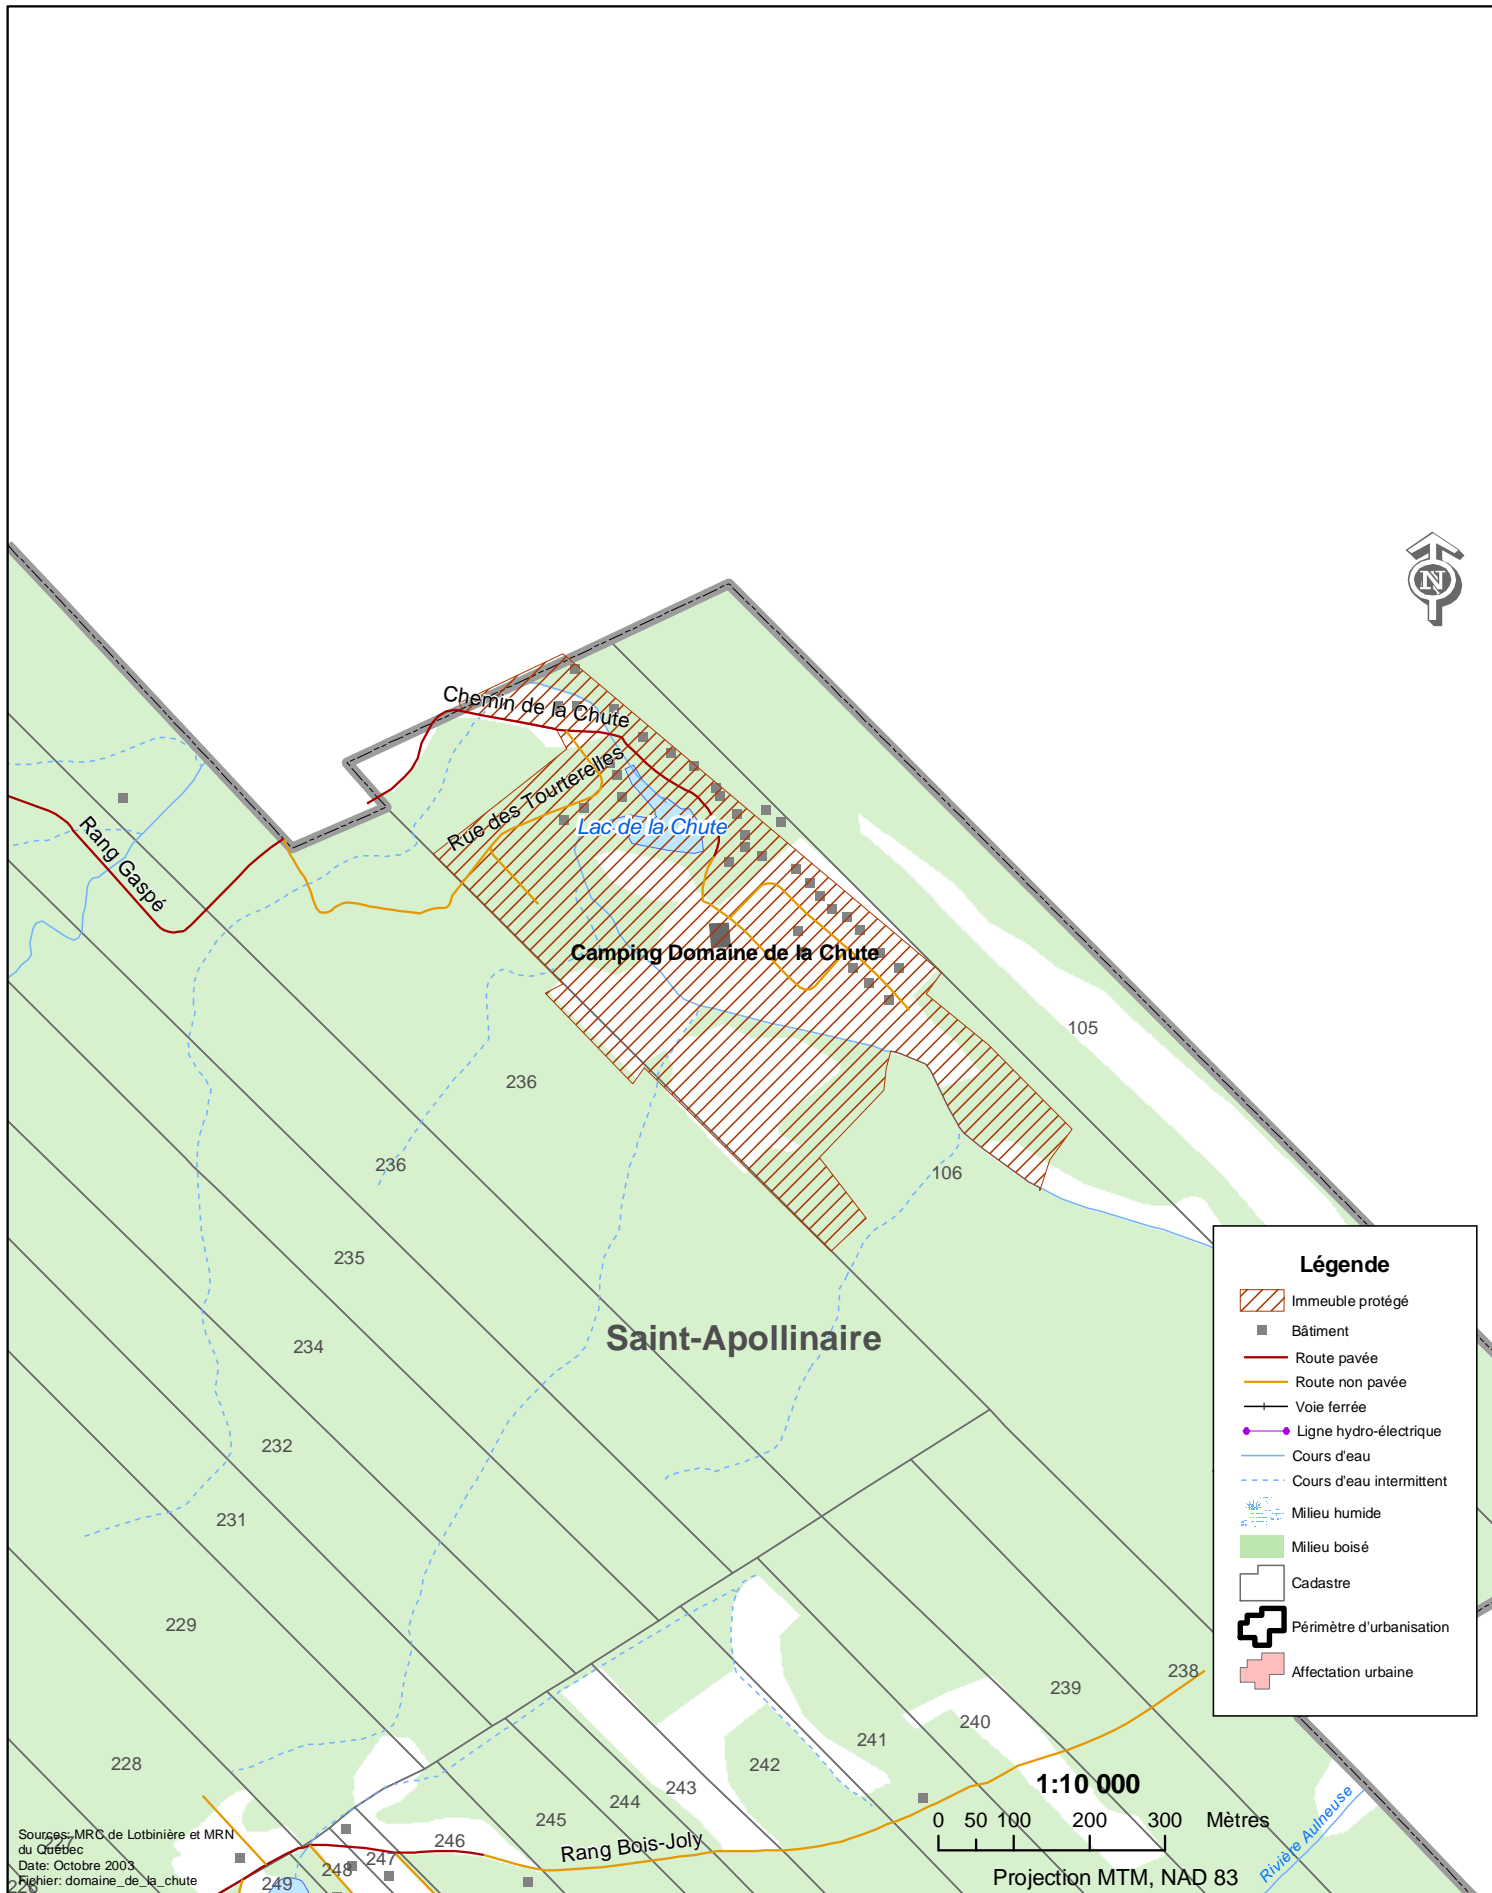 N
Chemin de la Chute
Rue des Tourterelles
Lac de la Chute
Rang Gaspé
Camping Domaine de la Chute
105
236
106
236
235
234
Saint-Apollinaire
232
231
229
228
227
226
238
239
240
241
242
243
244
245
246
247
248
249
Rang Bois-Joly
Rivière Aulneuse
Légende
Immeuble protégé
Bâtiment
Route pavée
Route non pavée
Voie ferrée
Ligne hydro-électrique
Cours d'eau
Cours d'eau intermittent
Milieu humide
Milieu boisé
Cadastre
Périmètre d'urbanisation
Affectation urbaine
1:10 000
0 50 100 200 300 Mètres
Projection MTM, NAD 83
Sources: MRC de Lotbinière et MRN
du Québec
Date: Octobre 2003
Fichier: domaine_de_la_chute